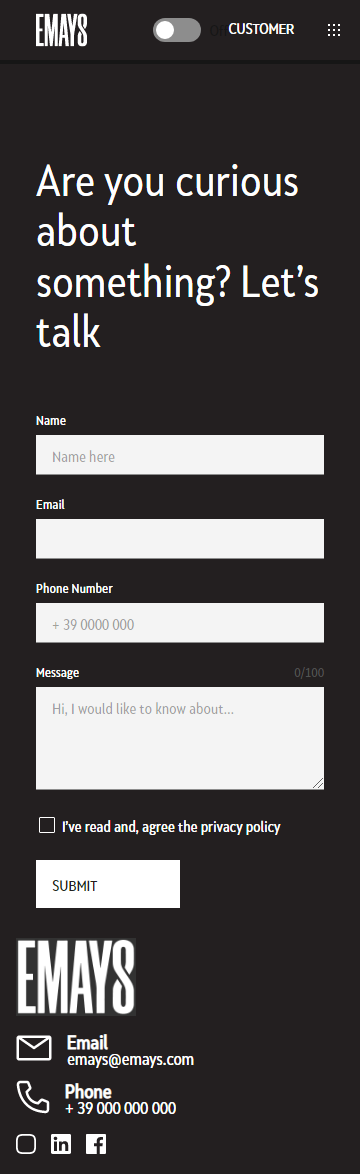 EMAYS
CUSTOMER
Are you curious
about
something? Let's
talk
Name
Name here
Email
Phone Number
+ 39 0000 000
Message 0/100
Hi, I would like to know about...
I've read and, agree the privacy policy
SUBMIT
EMAYS
Email
emays@emays.com
Phone
+ 39 000 000 000